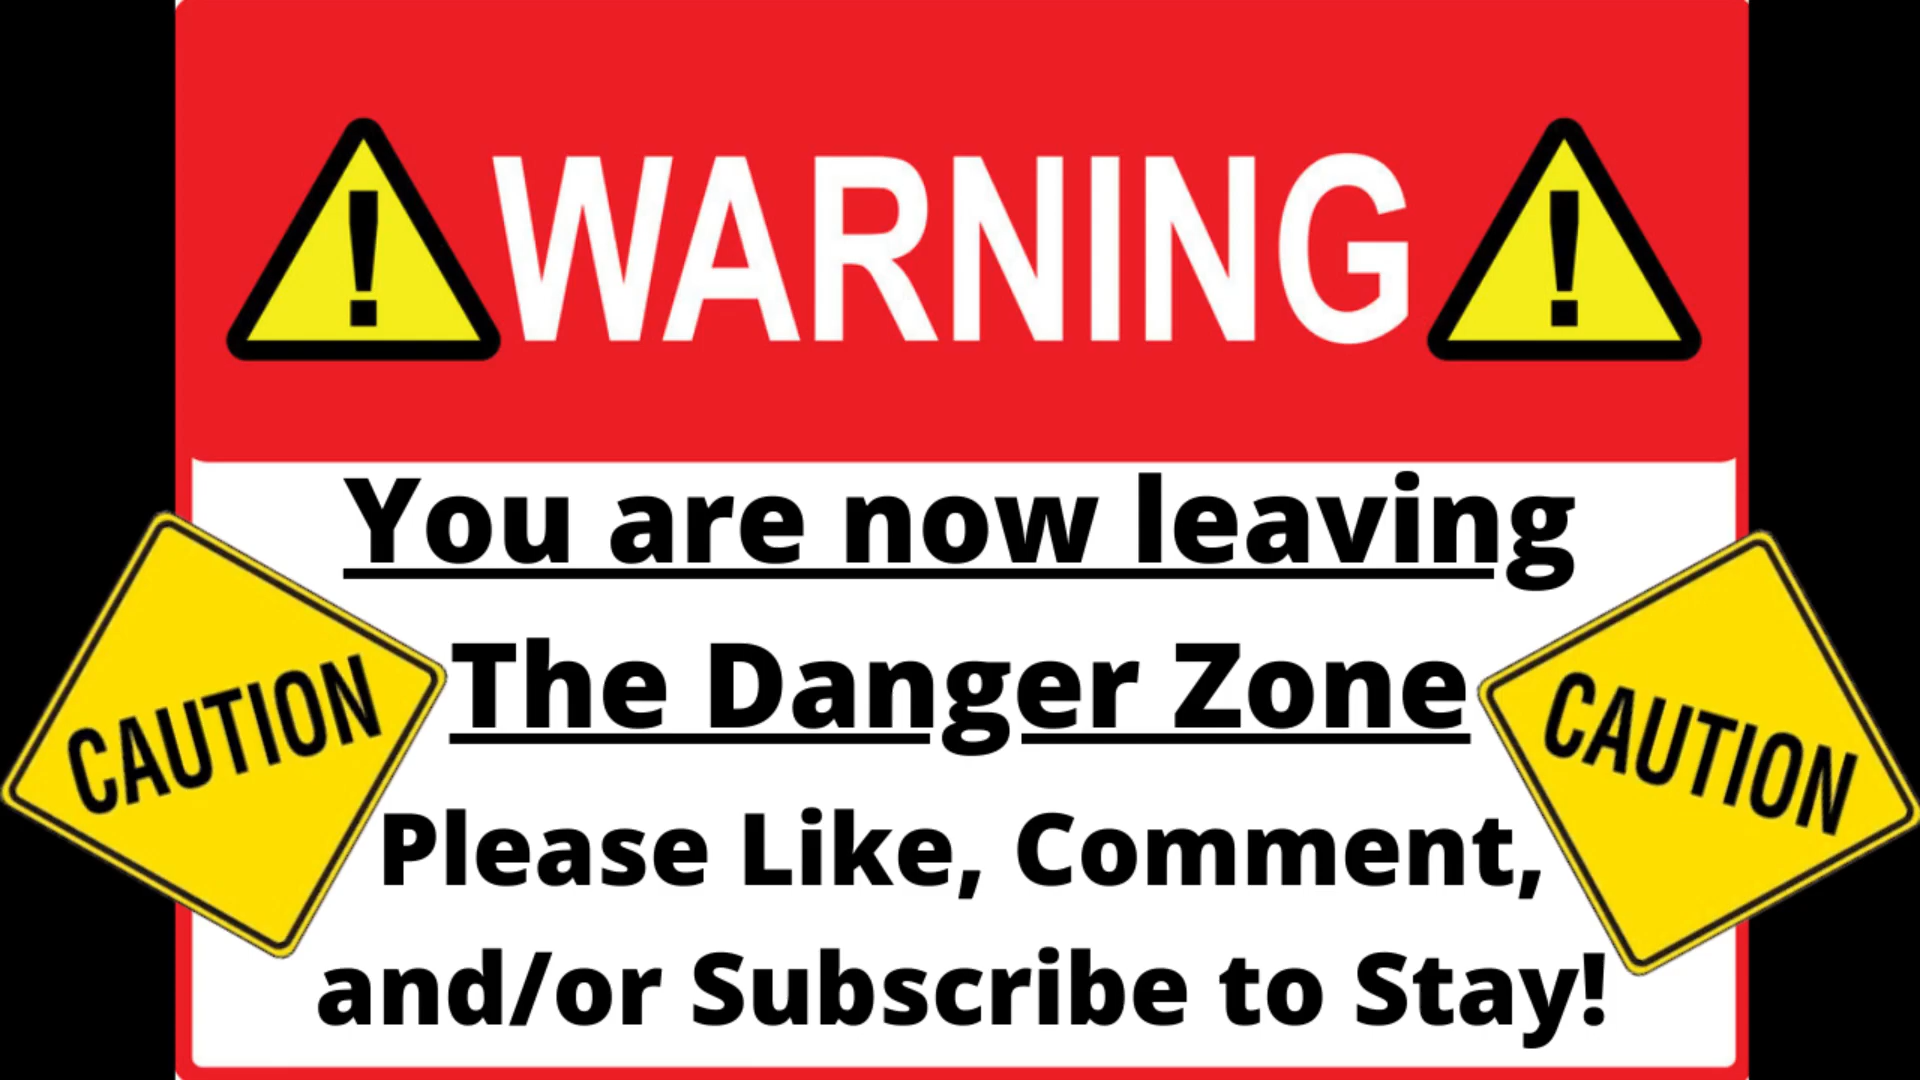 ! WARNING !
You are now leaving
The Danger Zone
CAUTION
CAUTION
Please Like, Comment,
and/or Subscribe to Stay!